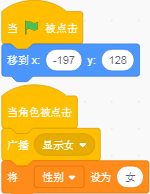 当 被点击
移到 x: -197 y: 128
当角色被点击
广播 显示女
将 性别 设为 女